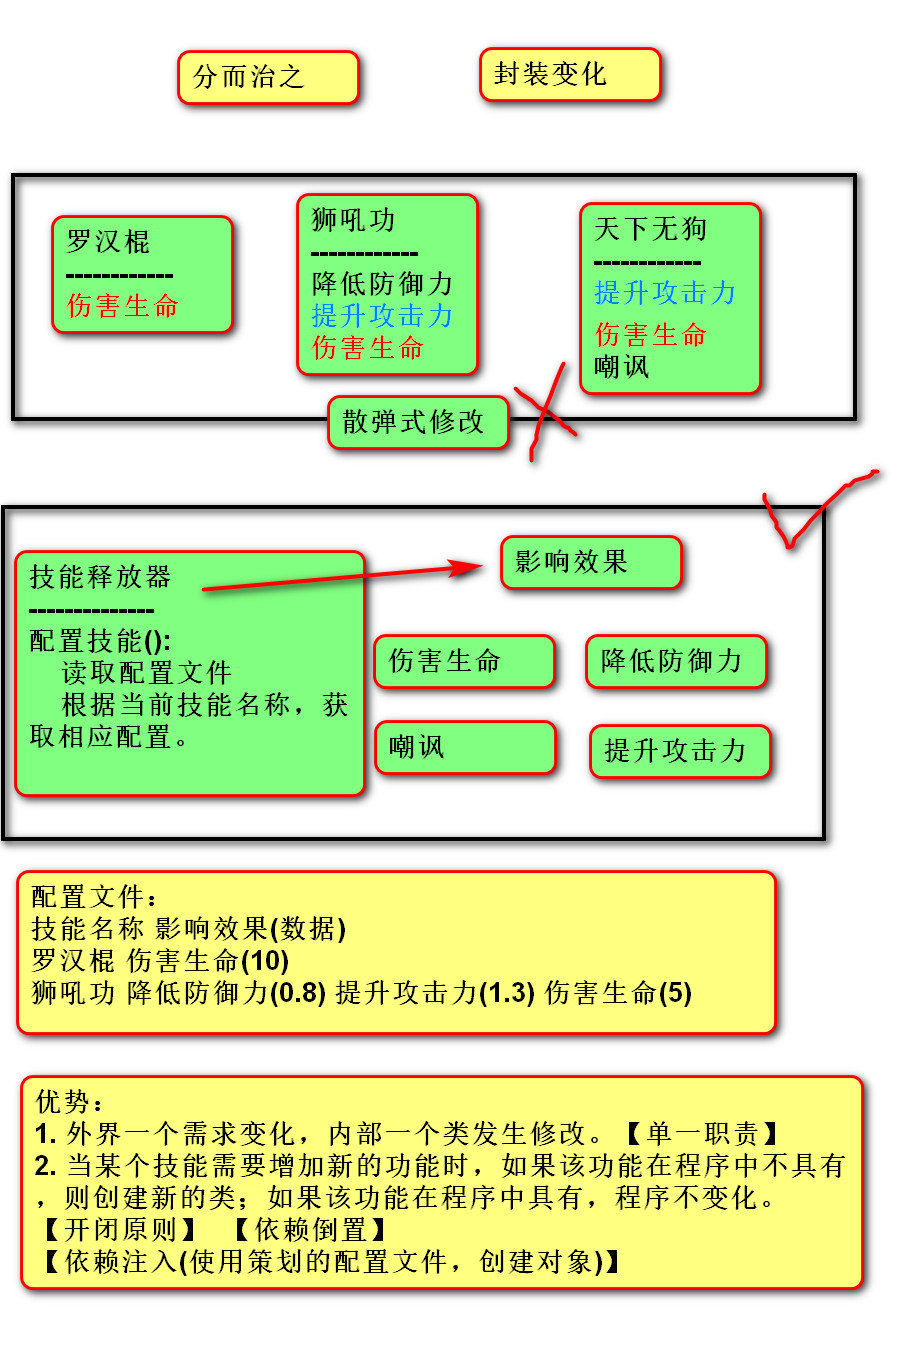 分而治之
封装变化
罗汉棍
------------
伤害生命
狮吼功
------------
降低防御力
提升攻击力
伤害生命
天下无狗
------------
提升攻击力
伤害生命
嘲讽
散弹式修改
技能释放器
--------------
配置技能():
读取配置文件
根据当前技能名称，获
取相应配置。
影响效果
伤害生命
降低防御力
嘲讽
提升攻击力
配置文件：
技能名称 影响效果(数据)
罗汉棍 伤害生命(10)
狮吼功 降低防御力(0.8) 提升攻击力(1.3) 伤害生命(5)
优势：
1. 外界一个需求变化，内部一个类发生修改。【单一职责】
2. 当某个技能需要增加新的功能时，如果该功能在程序中不具有
，则创建新的类；如果该功能在程序中具有，程序不变化。
【开闭原则】 【依赖倒置】
【依赖注入(使用策划的配置文件，创建对象)】